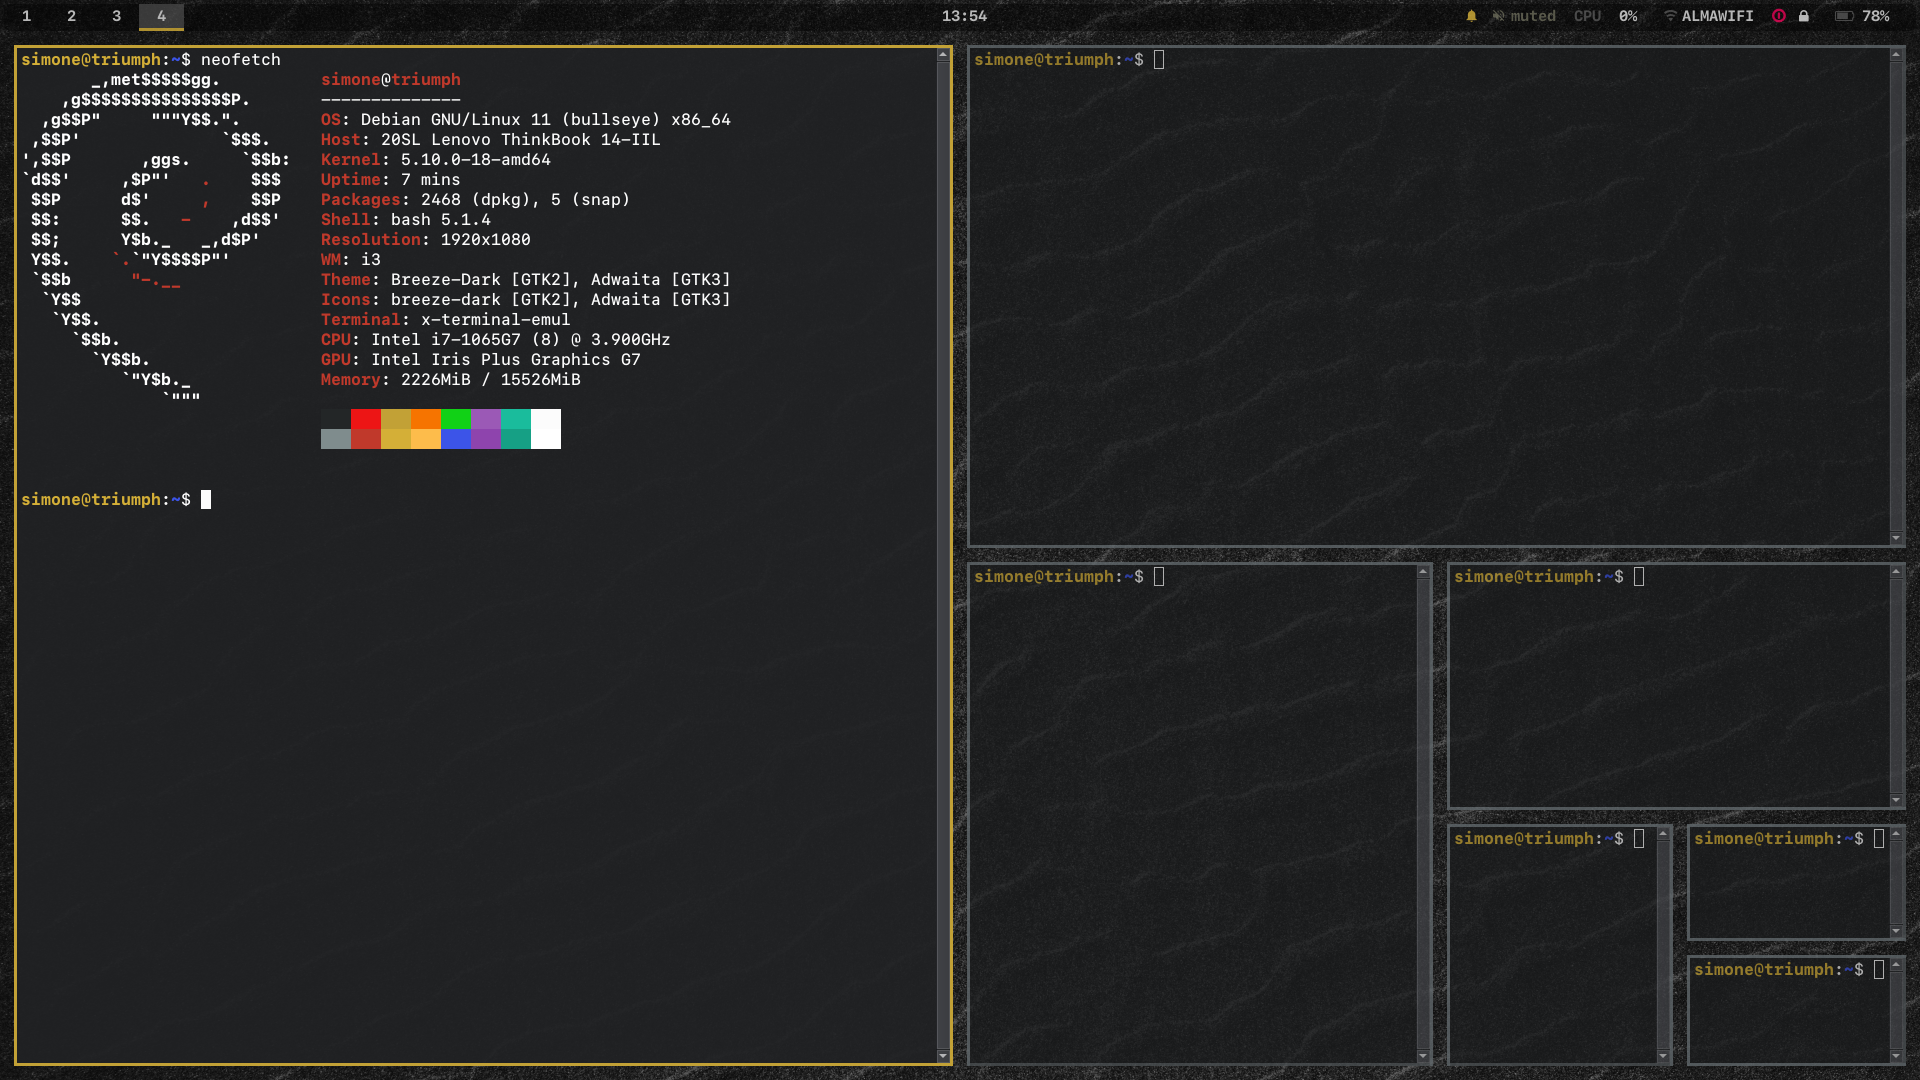 1 2 3 4 13:54 muted CPU 0% ALMAWIFI 78%
simone@triumph:~$ neofetch
       _,met$$$$$gg.          simone@triumph
    ,g$$$$$$$$$$$$$$$P.       --------------
  ,g$$P"     """Y$$.".        OS: Debian GNU/Linux 11 (bullseye) x86_64
 ,$$P'              `$$$.     Host: 20SL Lenovo ThinkBook 14-IIL
',$$P       ,ggs.     `$$b:   Kernel: 5.10.0-18-amd64
`d$$'     ,$P"'   .    $$$    Uptime: 7 mins
 $$P      d$'     ,    $$P    Packages: 2468 (dpkg), 5 (snap)
 $$:      $$.   -    ,d$$'    Shell: bash 5.1.4
 $$;      Y$b._   _,d$P'      Resolution: 1920x1080
 Y$$.    `.`"Y$$$$P"'         WM: i3
 `$$b      "-.__              Theme: Breeze-Dark [GTK2], Adwaita [GTK3]
  `Y$$                        Icons: breeze-dark [GTK2], Adwaita [GTK3]
   `Y$$.                      Terminal: x-terminal-emul
     `$$b.                    CPU: Intel i7-1065G7 (8) @ 3.900GHz
       `Y$$b.                 GPU: Intel Iris Plus Graphics G7
          `"Y$b._             Memory: 2226MiB / 15526MiB
              `"""
simone@triumph:~$
simone@triumph:~$
simone@triumph:~$
simone@triumph:~$
simone@triumph:~$
simone@triumph:~$
simone@triumph:~$